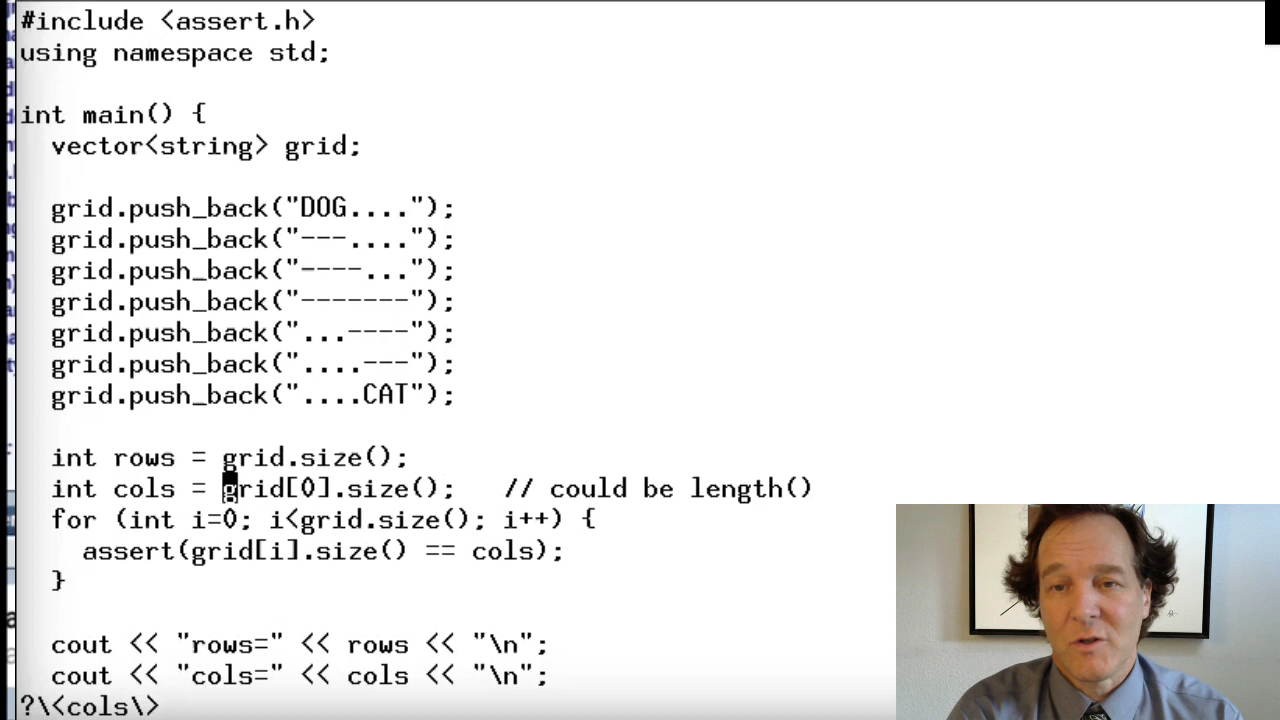 #include <assert.h>
using namespace std;
int main() {
vector<string> grid;
grid.push_back("DOG....");
grid.push_back("---....");
grid.push_back("----...");
grid.push_back("-------");
grid.push_back("...----");
grid.push_back("....---");
grid.push_back("....CAT");
int rows = grid.size();
int cols = grid[0].size(); // could be length()
for (int i=0; i<grid.size(); i++) {
assert(grid[i].size() == cols);
}
cout << "rows=" << rows << "\n";
cout << "cols=" << cols << "\n";
?\<cols\>